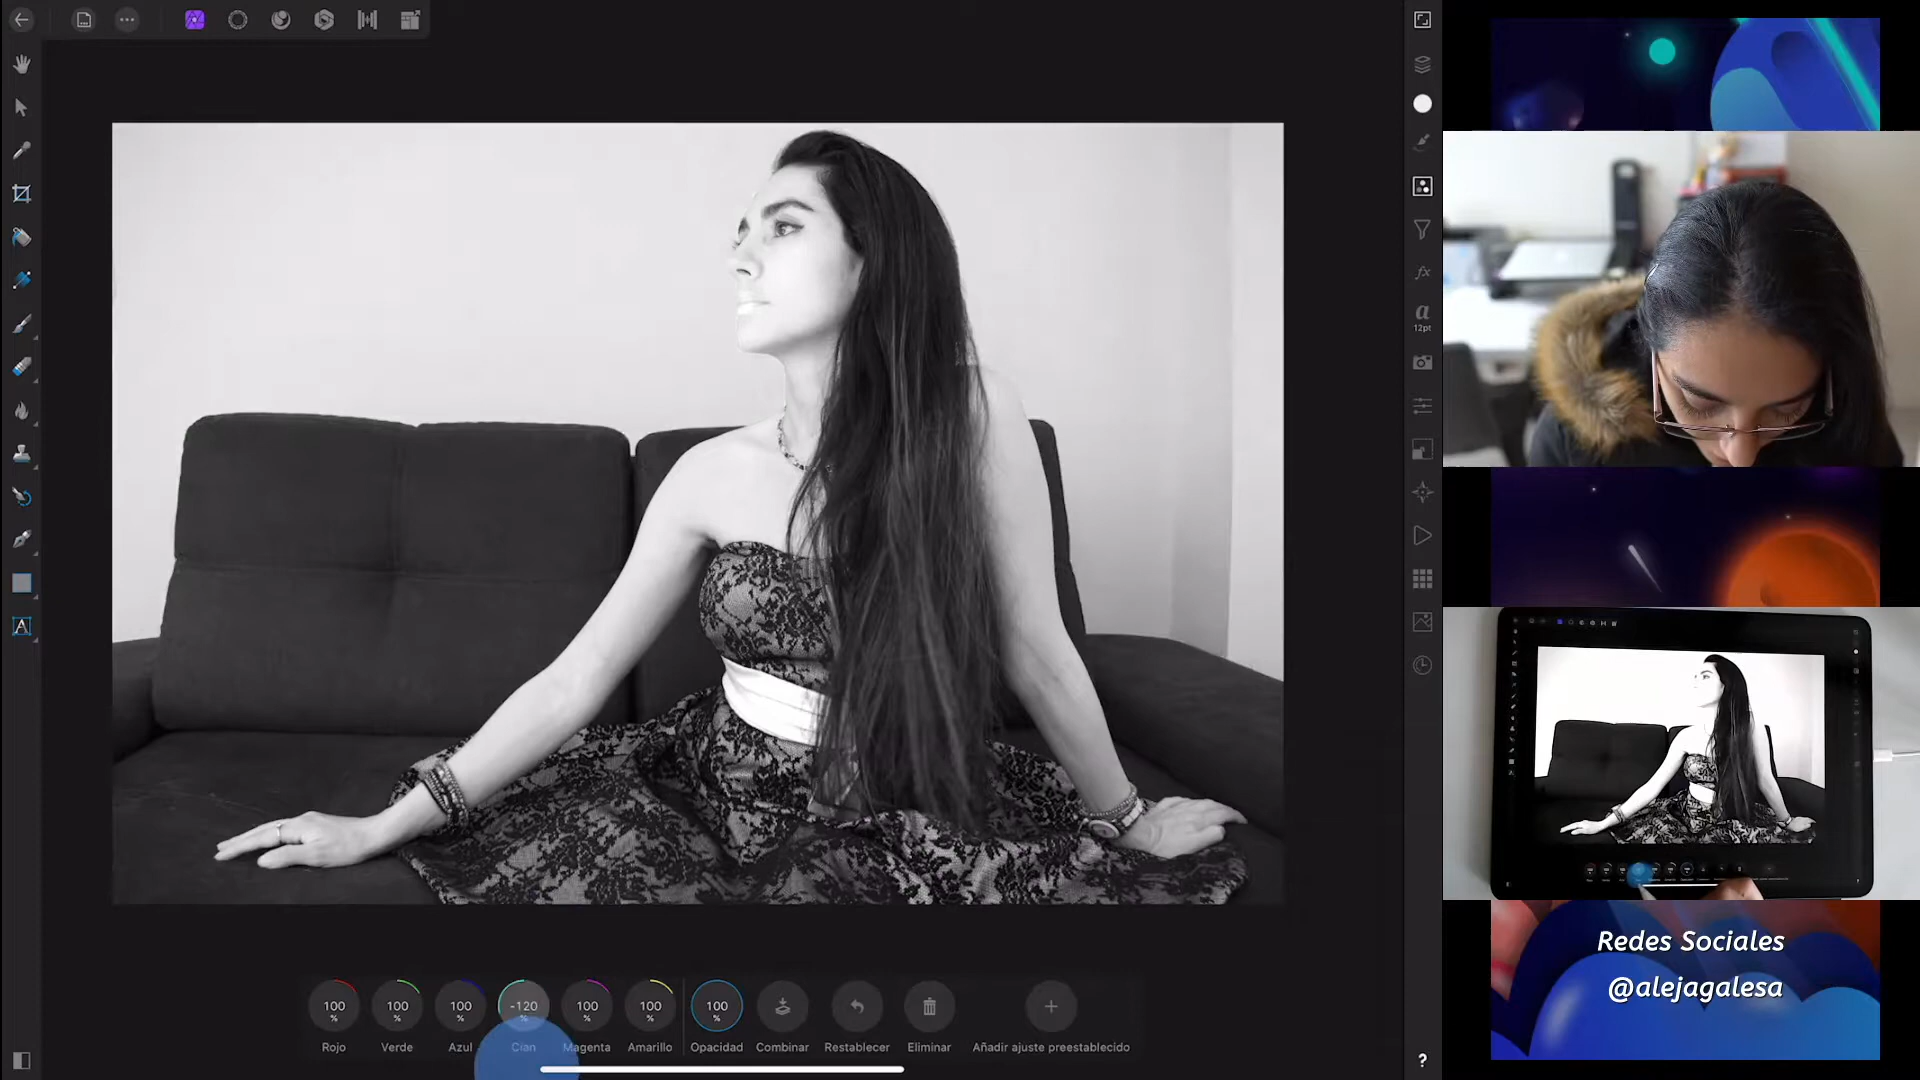 fx
a
12pt
A
100 %
100 %
100 %
-120 %
100 %
100 %
100 %
Rojo
Verde
Azul
Cian
Magenta
Amarillo
Opacidad
Combinar
Restablecer
Eliminar
Añadir ajuste preestablecido
?
Redes Sociales
@alejagalesa